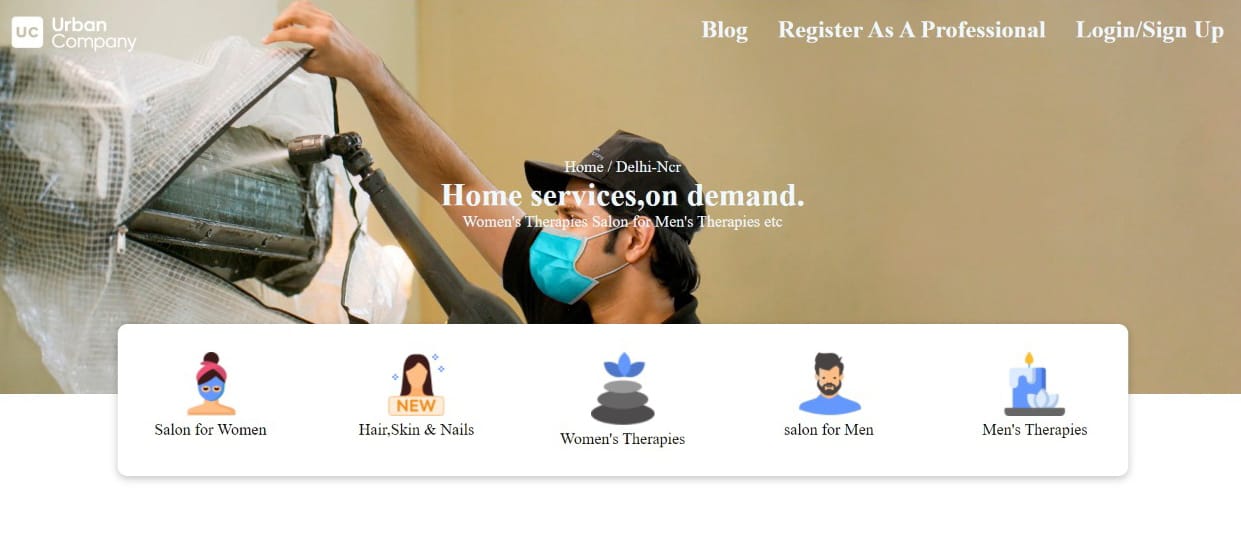 UC Urban
Company
Blog Register As A Professional Login/Sign Up
Home / Delhi-Ncr
Home services,on demand.
Women's Therapies Salon for Men's Therapies etc
NEW
Salon for Women Hair,Skin & Nails Women's Therapies salon for Men Men's Therapies